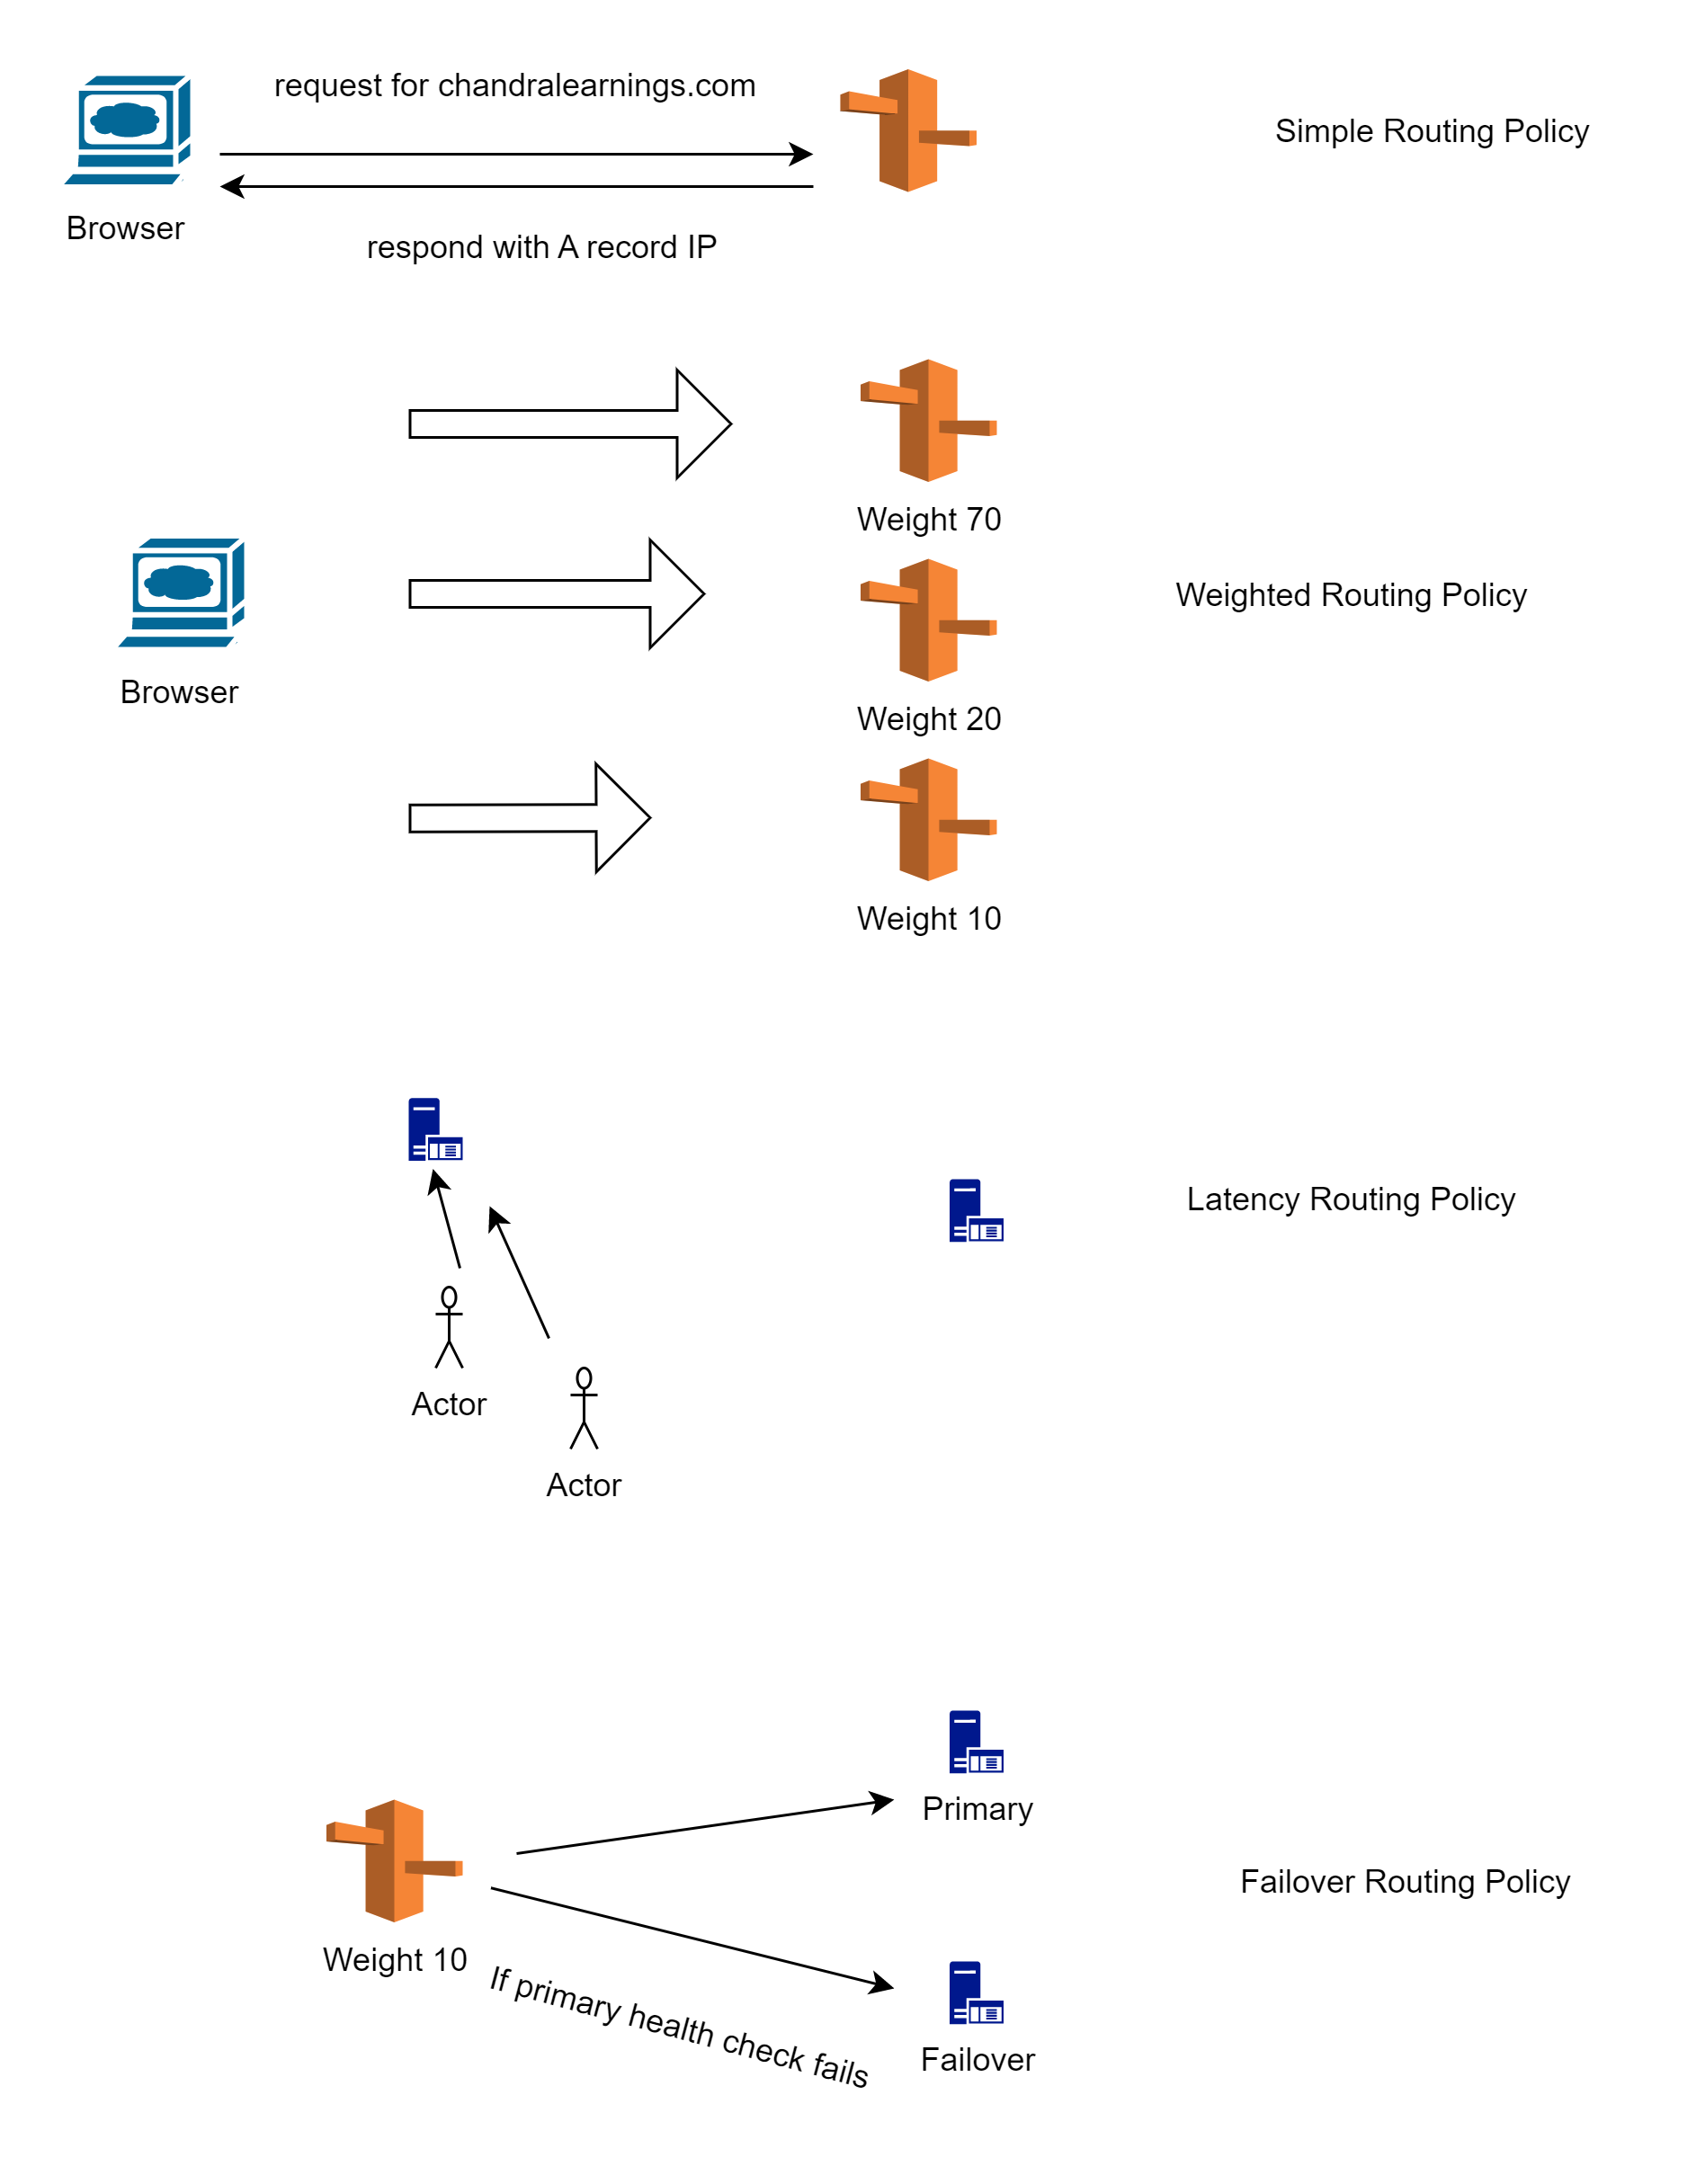 request for chandralearnings.com
Simple Routing Policy
Browser
respond with A record IP
Weight 70
Weighted Routing Policy
Browser
Weight 20
Weight 10
Latency Routing Policy
Actor
Actor
Primary
Failover Routing Policy
Weight 10
If primary health check fails
Failover